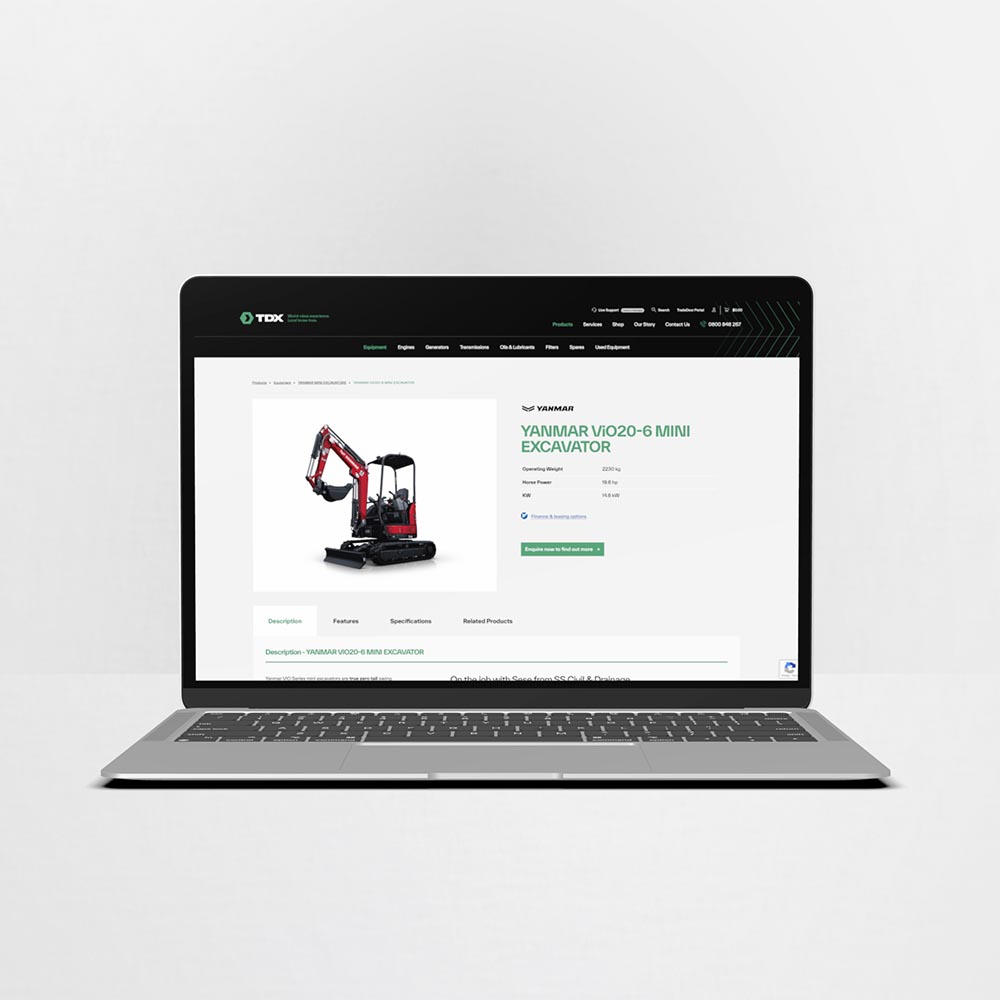 TDX
World-class experience
Local know-how.
Live Support
Search
TradeDoor Portal
$0.00
Products Services Shop Our Story Contact Us 0800 848 267
Equipment Engines Generators Transmissions Oils & Lubricants Filters Spares Used Equipment
Products Equipment YANMAR MINI EXCAVATORS YANMAR ViO20-6 MINI EXCAVATOR
YANMAR
YANMAR ViO20-6 MINI
EXCAVATOR
Operating Weight 2230 kg
Horse Power 19.6 hp
KW 14.6 kW
Finance & leasing options
Enquire now to find out more
Description Features Specifications Related Products
Description - YANMAR ViO20-6 MINI EXCAVATOR
Yanmar ViO Series mini excavators are true zero tail swing
On the job with Sese from SS Civil & Drainage